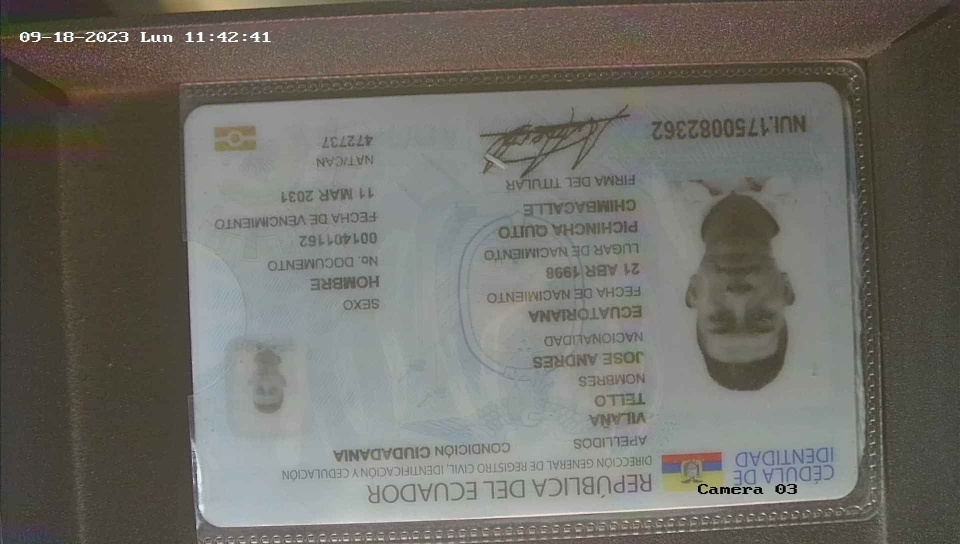 09-18-2023 Lun 11:42:41
CÉDULA DE
IDENTIDAD
REPÚBLICA DEL ECUADOR
DIRECCIÓN GENERAL DE REGISTRO CIVIL, IDENTIFICACIÓN Y CEDULACIÓN
APELLIDOS
CONDICIÓN CIUDADANIA
VILAÑA
TELLO
NOMBRES
JOSE ANDRES
NACIONALIDAD
ECUATORIANA
FECHA DE NACIMIENTO
21 ABR 1998
LUGAR DE NACIMIENTO
PICHINCHA QUITO
CHIMBACALLE
FIRMA DEL TITULAR
SEXO
HOMBRE
No. DOCUMENTO
001401162
FECHA DE VENCIMIENTO
11 MAR 2031
NAT/CAN
472737
NUI.1750082362
Camera 03